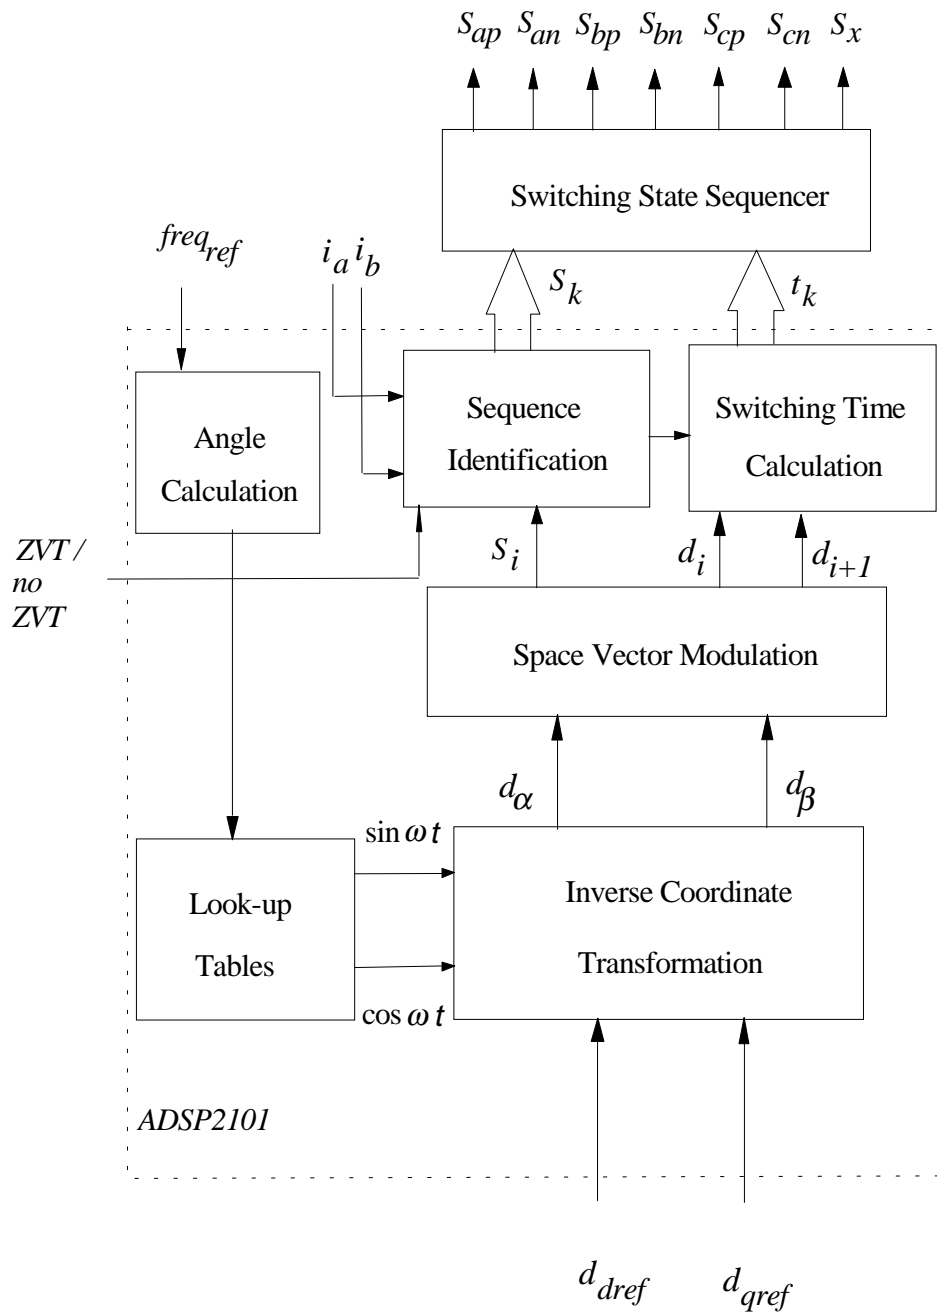 S_ap S_an S_bp S_bn S_cp S_cn S_x
Switching State Sequencer
freq_ref
i_a i_b
S_k
t_k
Angle
Calculation
Sequence
Identification
Switching Time
Calculation
ZVT /
no
ZVT
S_i
d_i
d_i+1
Space Vector Modulation
d_α
d_β
sin ω t
Look-up
Tables
cos ω t
Inverse Coordinate
Transformation
ADSP2101
d_dref
d_qref